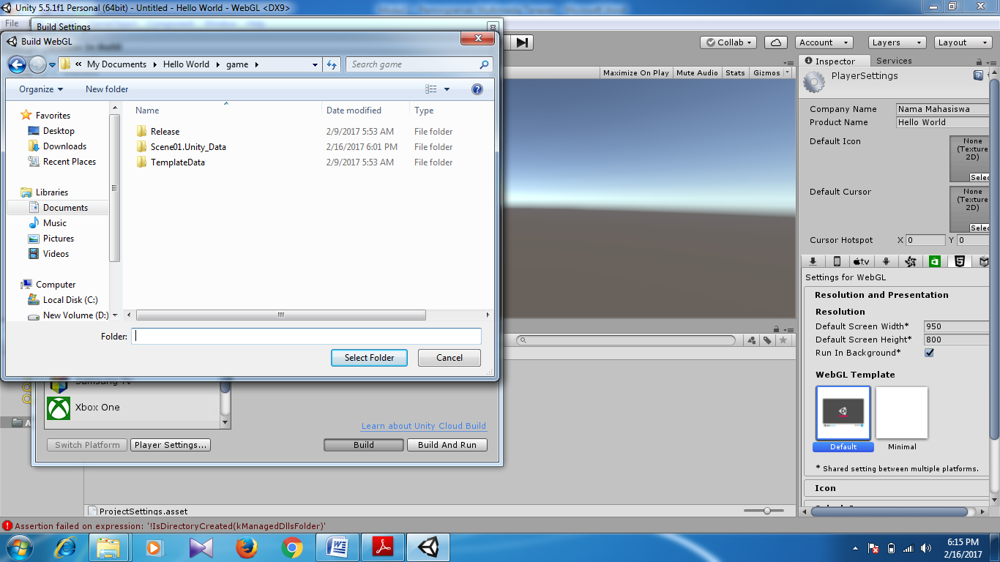 Unity 5.5.1f1 Personal (64bit) - Untitled - Hello World - WebGL <DX9>
File
Build Settings
Build WebGL
« My Documents Hello World game
Search game
Organize New folder
Name Date modified Type
Release 2/9/2017 5:53 AM File folder
Scene01.Unity_Data 2/16/2017 6:01 PM File folder
TemplateData 2/9/2017 5:53 AM File folder
Favorites
Desktop
Downloads
Recent Places
Libraries
Documents
Music
Pictures
Videos
Computer
Local Disk (C:)
New Volume (D:)
Folder:
Select Folder Cancel
Samsung TV
Xbox One
Learn about Unity Cloud Build
Switch Platform Player Settings... Build Build And Run
Collab Account Layers Layout
Maximize On Play Mute Audio Stats Gizmos
Inspector Services
PlayerSettings
Company Name Nama Mahasiswa
Product Name Hello World
Default Icon
None
(Texture
2D)
Selec
Default Cursor
None
(Texture
2D)
Selec
Cursor Hotspot X 0 Y 0
tv
Settings for WebGL
Resolution and Presentation
Resolution
Default Screen Width* 950
Default Screen Height* 800
Run In Background*
WebGL Template
Default Minimal
* Shared setting between multiple platforms.
Icon
ProjectSettings.asset
Assertion failed on expression: '!IsDirectoryCreated(kManagedDllsFolder)'
6:15 PM
2/16/2017